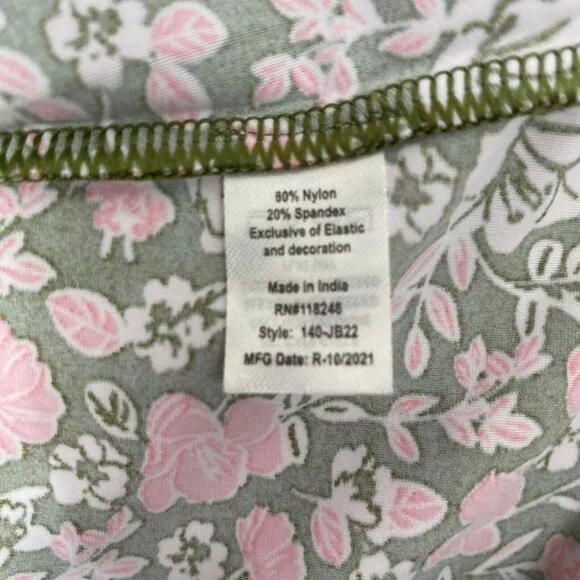 80% Nylon
20% Spandex
Exclusive of Elastic
and decoration
Made in India
RN#118246
Style: 140-JB22
MFG Date: R-10/2021